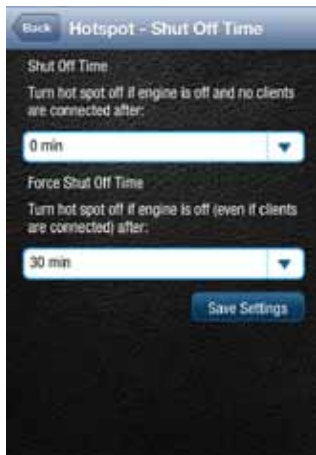 Back
Hotspot - Shut Off Time
Shut Off Time
Turn hot spot off if engine is off and no clients
are connected after:
0 min
Force Shut Off Time
Turn hot spot off if engine is off (even if clients
are connected) after:
30 min
Save Settings